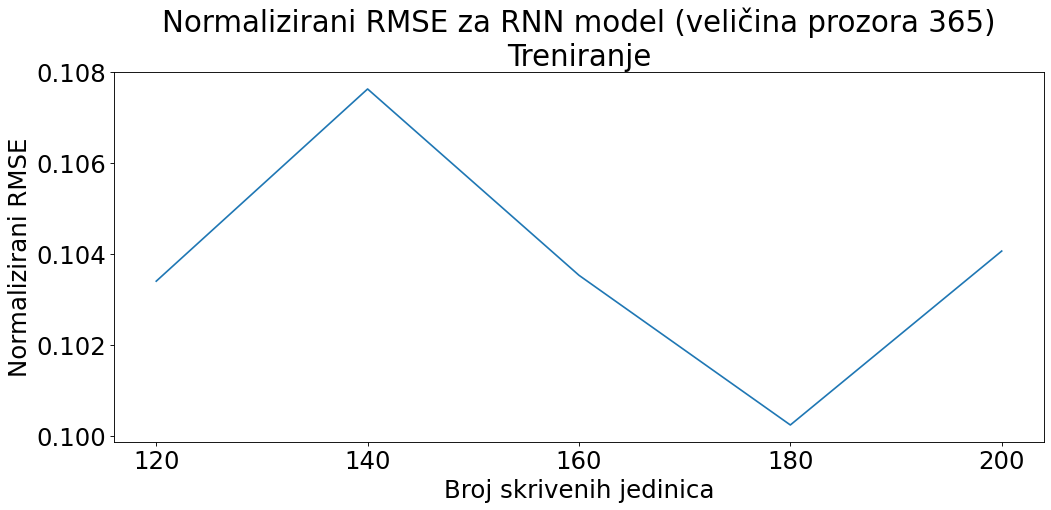 Normalizirani RMSE za RNN model (veličina prozora 365)
Treniranje
Normalizirani RMSE
0.108
0.106
0.104
0.102
0.100
120 140 160 180 200
Broj skrivenih jedinica